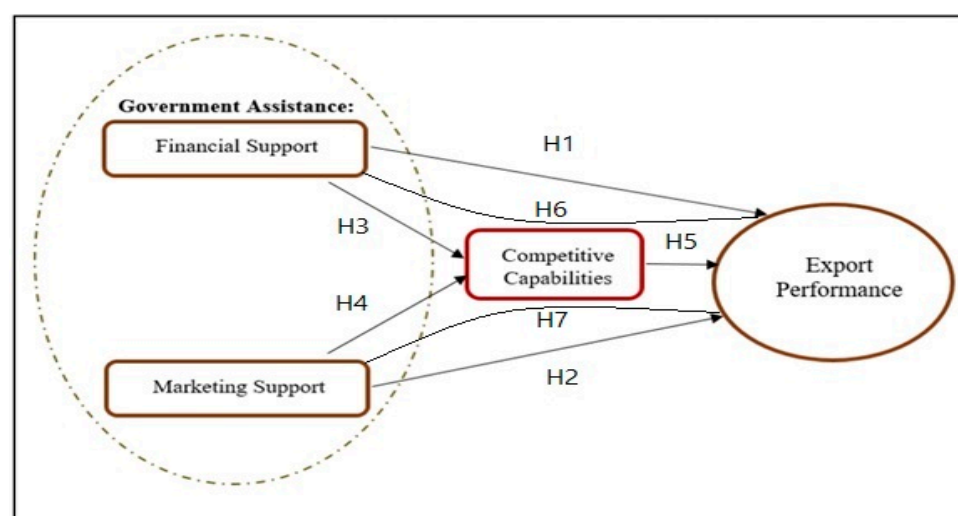 Government Assistance:
Financial Support
H1
H6
H3
Competitive
Capabilities
H5
Export
Performance
H4
H7
Marketing Support
H2